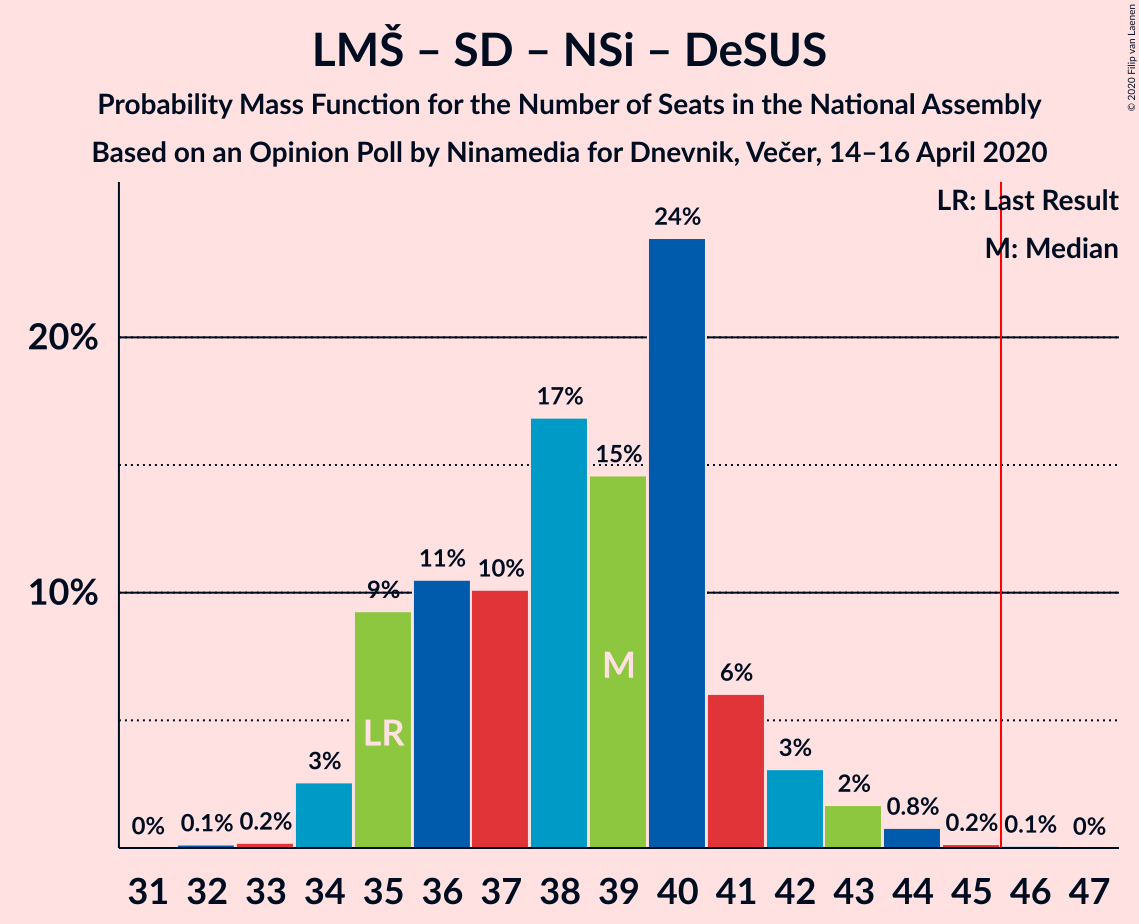 LMŠ – SD – NSi – DeSUS
Probability Mass Function for the Number of Seats in the National Assembly
Based on an Opinion Poll by Ninamedia for Dnevnik, Večer, 14–16 April 2020
© 2020 Filip van Laenen
LR: Last Result
M: Median
20%
10%
0%
0.1%
0.2%
3%
9%
11%
10%
17%
15%
24%
6%
3%
2%
0.8%
0.2%
0.1%
0%
LR
M
31 32 33 34 35 36 37 38 39 40 41 42 43 44 45 46 47